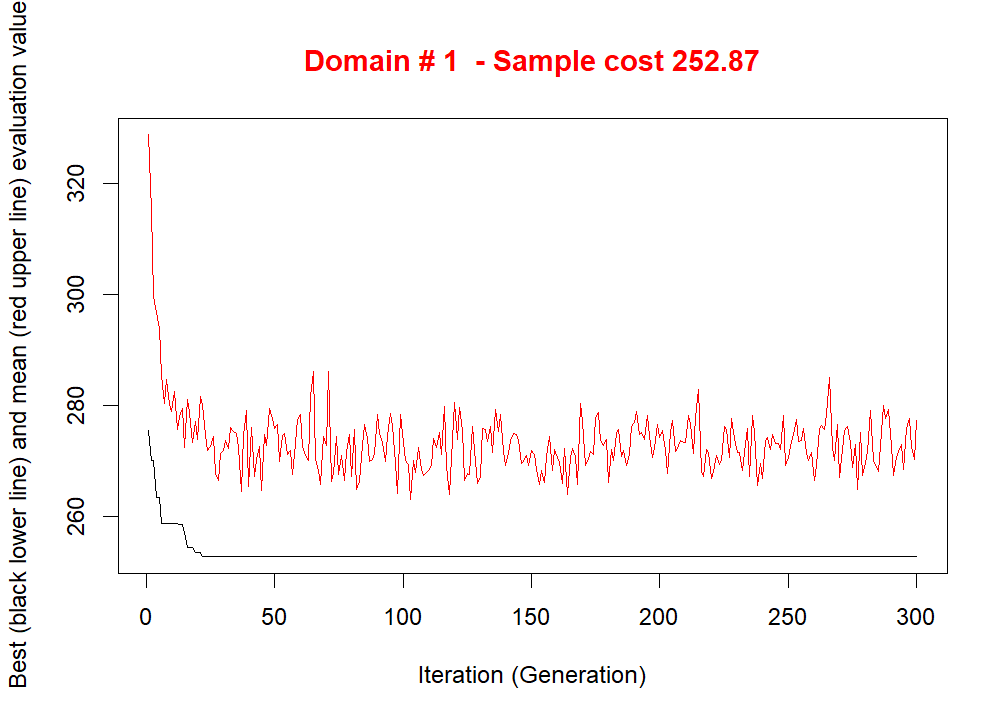 Domain # 1  - Sample cost 252.87
Best (black lower line) and mean (red upper line) evaluation value
320
300
280
260
0 50 100 150 200 250 300
Iteration (Generation)